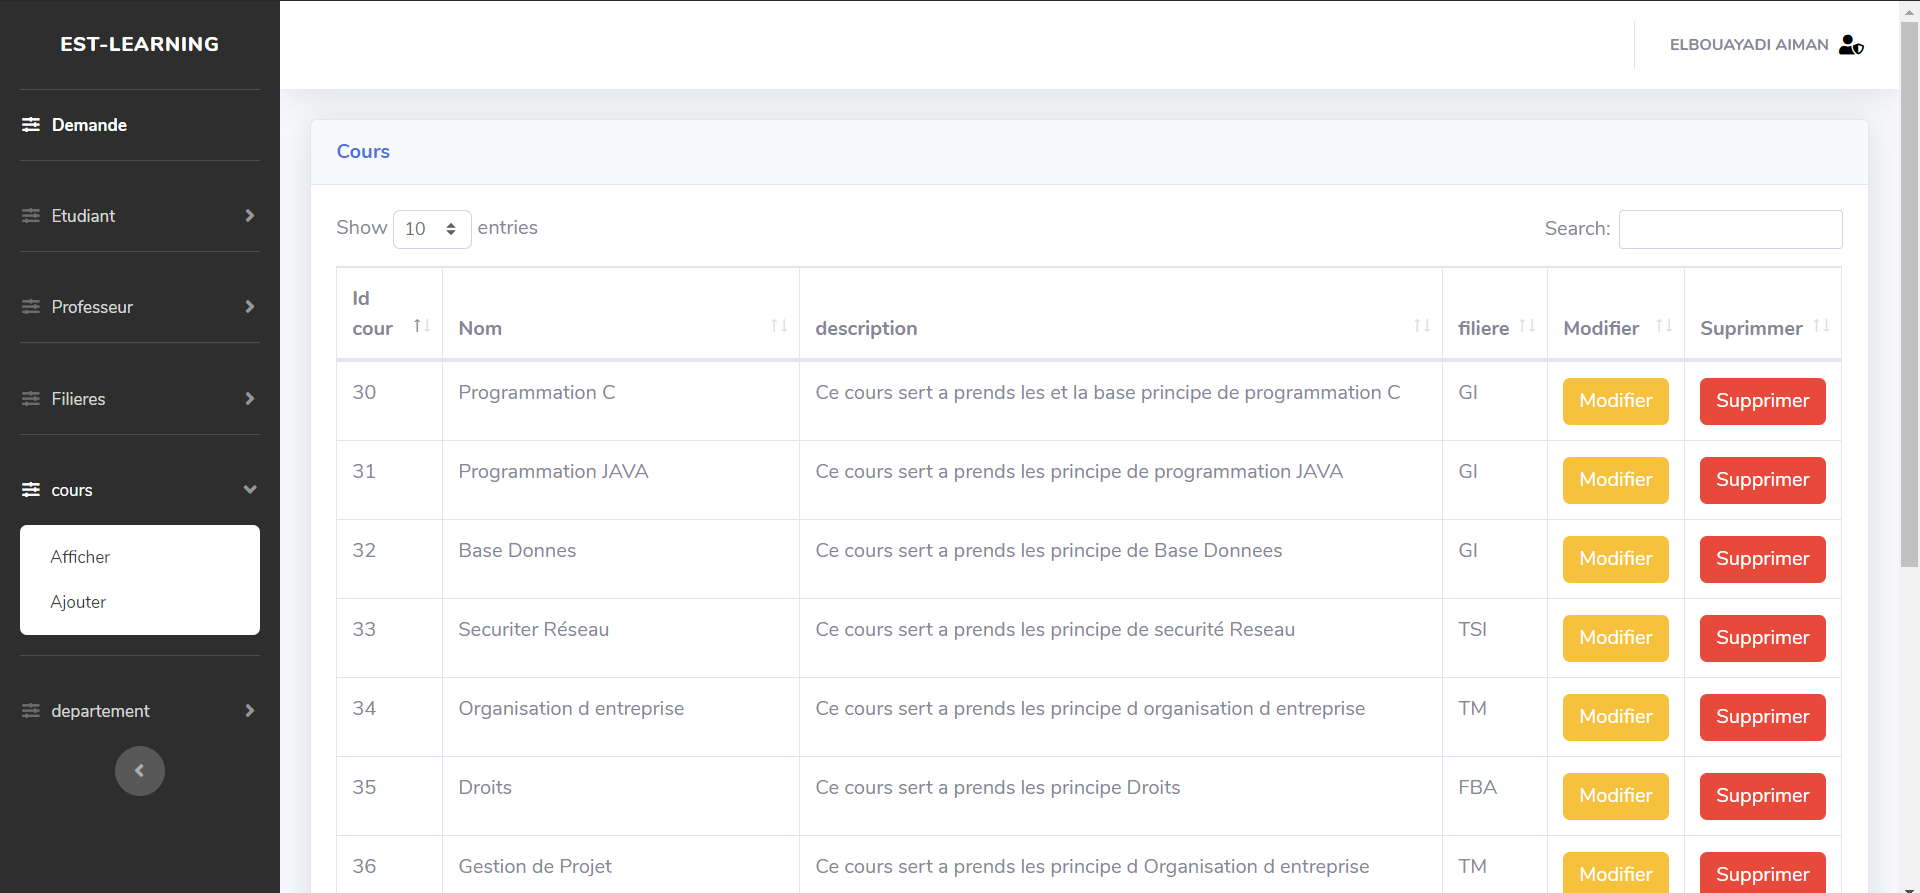 EST-LEARNING
ELBOUAYADI AIMAN
Demande
Etudiant
Professeur
Filieres
cours
Afficher
Ajouter
departement
Cours
Show 10 entries
Search:
Id cour Nom description filiere Modifier Suprimmer
30 Programmation C Ce cours sert a prends les et la base principe de programmation C GI Modifier Supprimer
31 Programmation JAVA Ce cours sert a prends les principe de programmation JAVA GI Modifier Supprimer
32 Base Donnes Ce cours sert a prends les principe de Base Donnees GI Modifier Supprimer
33 Securiter Réseau Ce cours sert a prends les principe de securité Reseau TSI Modifier Supprimer
34 Organisation d entreprise Ce cours sert a prends les principe d organisation d entreprise TM Modifier Supprimer
35 Droits Ce cours sert a prends les principe Droits FBA Modifier Supprimer
36 Gestion de Projet Ce cours sert a prends les principe d Organisation d entreprise TM Modifier Supprimer